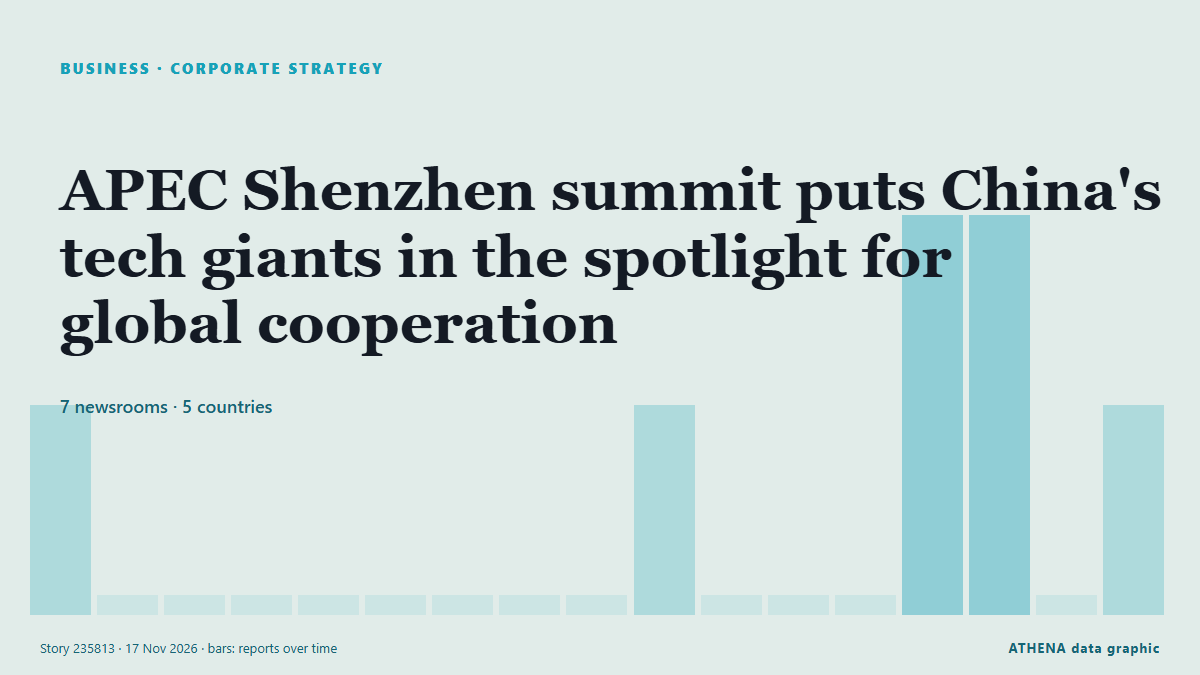 BUSINESS · CORPORATE STRATEGY
APEC Shenzhen summit puts China's
tech giants in the spotlight for
global cooperation
7 newsrooms · 5 countries
Story 235813 · 17 Nov 2026 · bars: reports over time
ATHENA data graphic